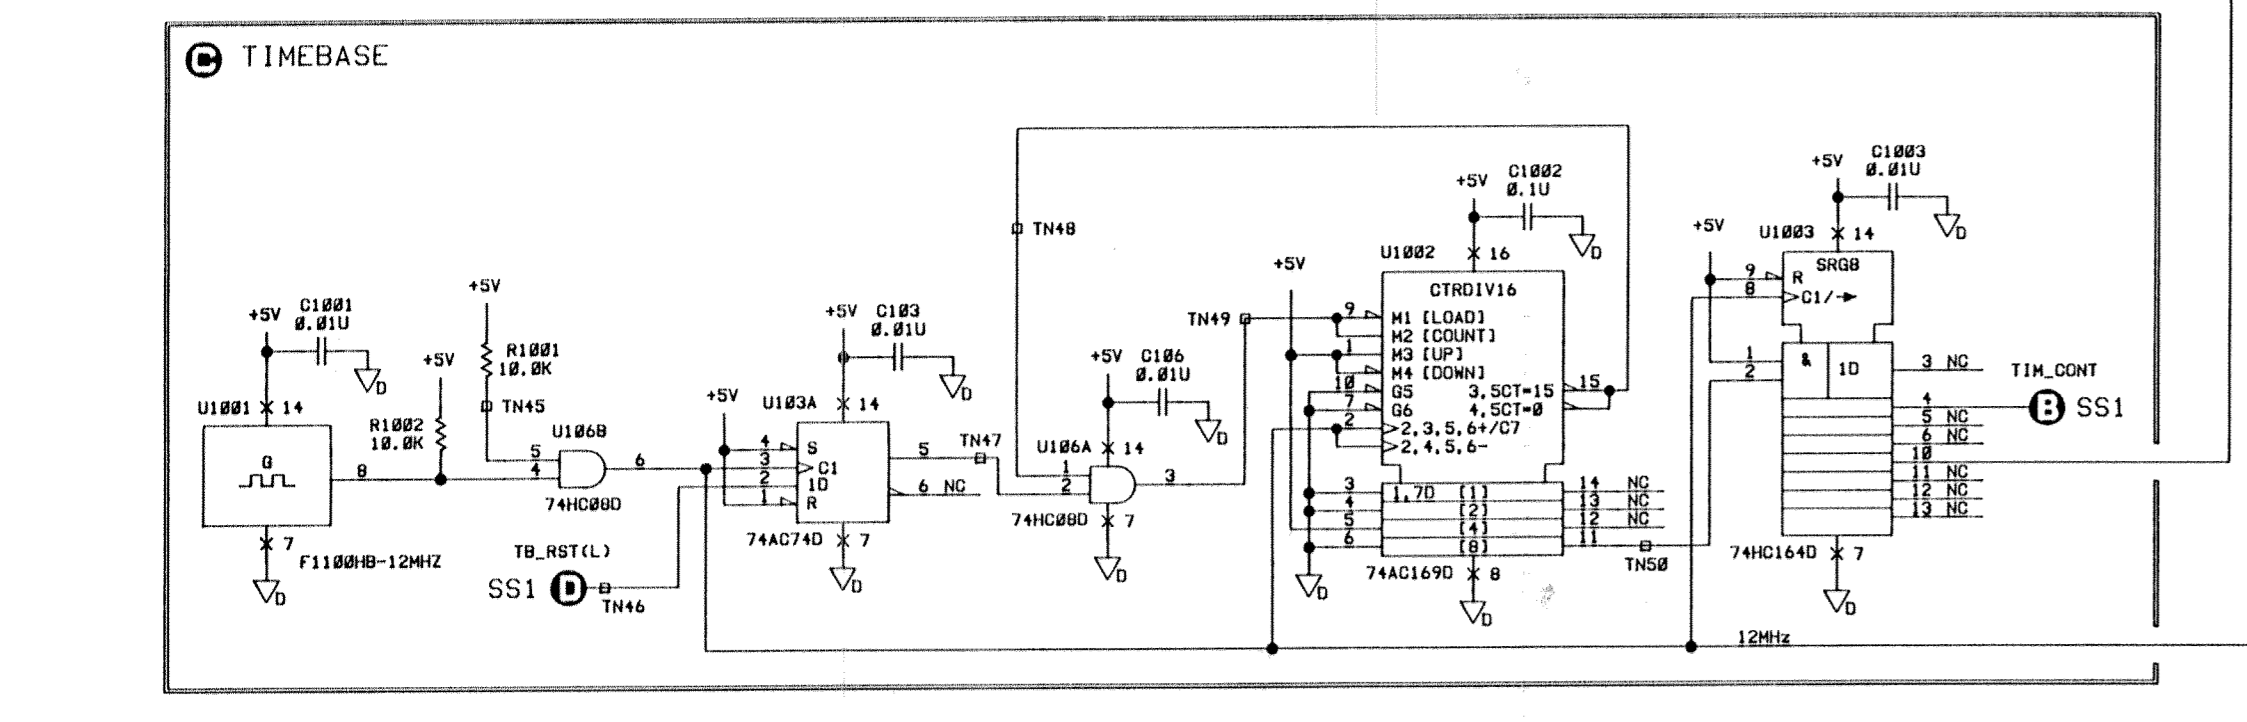 C TIMEBASE
+5V
C1001
0.01U
U1001
14
G
8
7
F1100HB-12MHZ
D
+5V
R1002
10.0K
+5V
R1001
10.0K
TN45
U106B
5
4
6
74HC08D
TB_RST(L)
SS1 D
TN46
+5V
+5V
C103
0.01U
D
U103A
14
4
3
2
1
S
C1
1D
R
5
6 NC
74AC74D
7
D
TN47
TN48
+5V
C106
0.01U
D
U106A
14
1
2
3
74HC08D
7
D
TN49
+5V
+5V
C1002
0.1U
D
U1002
16
CTRDIV16
9 M1 [LOAD]
M2 [COUNT]
1 M3 [UP]
M4 [DOWN]
10 G5
7 G6
2 2,3,5,6+/C7
2,4,5,6-
3,5CT=15 15
4,5CT=0
3 1,7D [1] 14 NC
4 [2] 13 NC
5 [4] 12 NC
6 [8] 11
TN50
74AC169D
8
D
D
+5V
+5V
C1003
0.01U
D
U1003
14
SRG8
9 R
8 C1/→
1
2
&
1D
3 NC
4
5 NC
6 NC
10
11 NC
12 NC
13 NC
TIM_CONT
B SS1
74HC164D
7
D
12MHz